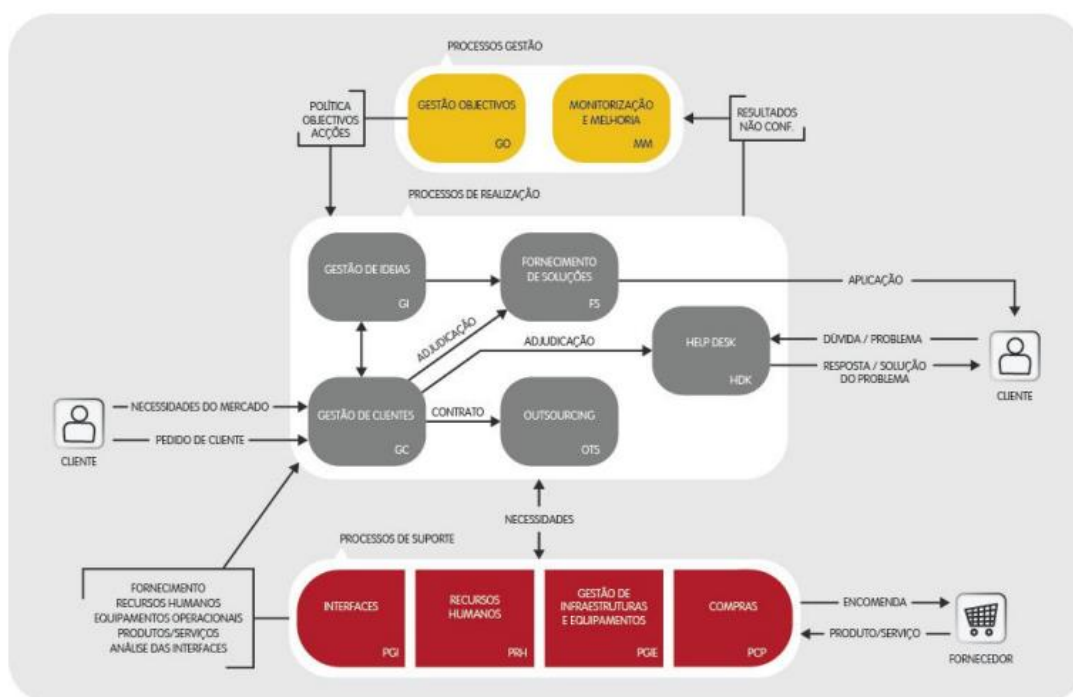 PROCESSOS GESTÃO
GESTÃO OBJECTIVOS
GO
MONITORIZAÇÃO
E MELHORIA
MM
POLÍTICA
OBJECTIVOS
ACÇÕES
RESULTADOS
NÃO CONF.
PROCESSOS DE REALIZAÇÃO
GESTÃO DE IDEIAS
GI
FORNECIMENTO
DE SOLUÇÕES
FS
APLICAÇÃO
ADJUDICAÇÃO
ADJUDICAÇÃO
HELP DESK
HDK
DÚVIDA / PROBLEMA
RESPOSTA / SOLUÇÃO
DO PROBLEMA
CLIENTE
NECESSIDADES DO MERCADO
PEDIDO DE CLIENTE
CLIENTE
GESTÃO DE CLIENTES
GC
CONTRATO
OUTSOURCING
OTS
NECESSIDADES
PROCESSOS DE SUPORTE
FORNECIMENTO
RECURSOS HUMANOS
EQUIPAMENTOS OPERACIONAIS
PRODUTOS/SERVIÇOS
ANÁLISE DAS INTERFACES
INTERFACES
PGI
RECURSOS
HUMANOS
PRH
GESTÃO DE
INFRAESTRUTURAS
E EQUIPAMENTOS
PGIE
COMPRAS
PCP
ENCOMENDA
PRODUTO/SERVIÇO
FORNECEDOR